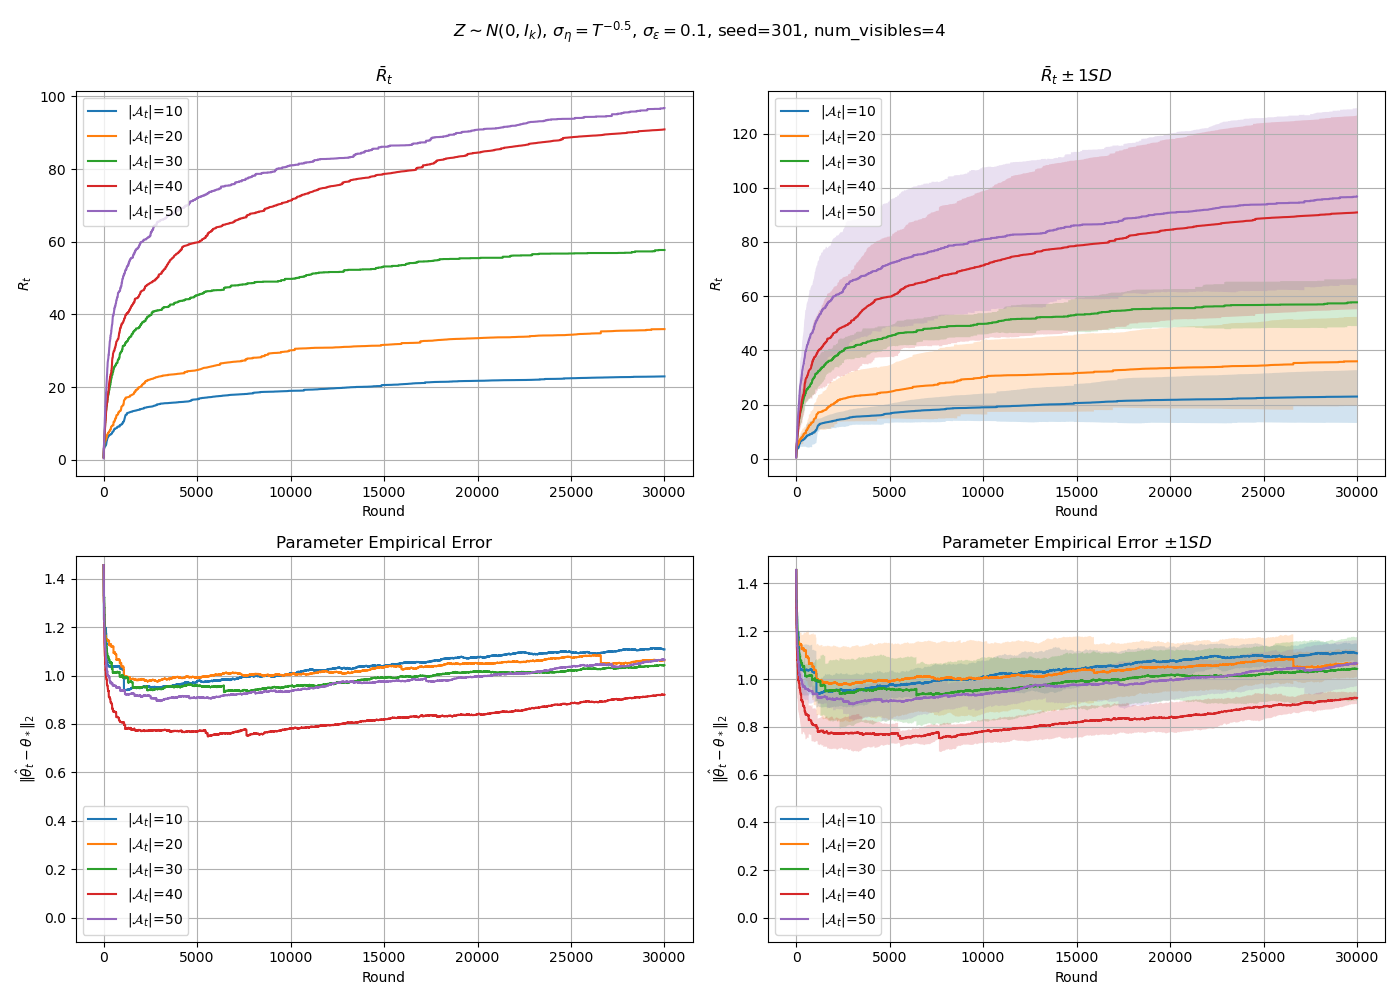 Z ∼ N(0, I_k), σ_η = T^{−0.5}, σ_ε = 0.1, seed=301, num_visibles=4
R̄_t
R̄_t ± 1SD
100
80
60
40
20
0
R_t
|𝒜_t|=10
|𝒜_t|=20
|𝒜_t|=30
|𝒜_t|=40
|𝒜_t|=50
0 5000 10000 15000 20000 25000 30000
Round
120
100
80
60
40
20
0
R_t
|𝒜_t|=10
|𝒜_t|=20
|𝒜_t|=30
|𝒜_t|=40
|𝒜_t|=50
0 5000 10000 15000 20000 25000 30000
Round
Parameter Empirical Error
Parameter Empirical Error ±1SD
1.4
1.2
1.0
0.8
0.6
0.4
0.2
0.0
‖θ̂_t − θ_*‖_2
|𝒜_t|=10
|𝒜_t|=20
|𝒜_t|=30
|𝒜_t|=40
|𝒜_t|=50
0 5000 10000 15000 20000 25000 30000
Round
1.4
1.2
1.0
0.8
0.6
0.4
0.2
0.0
‖θ̂_t − θ_*‖_2
|𝒜_t|=10
|𝒜_t|=20
|𝒜_t|=30
|𝒜_t|=40
|𝒜_t|=50
0 5000 10000 15000 20000 25000 30000
Round